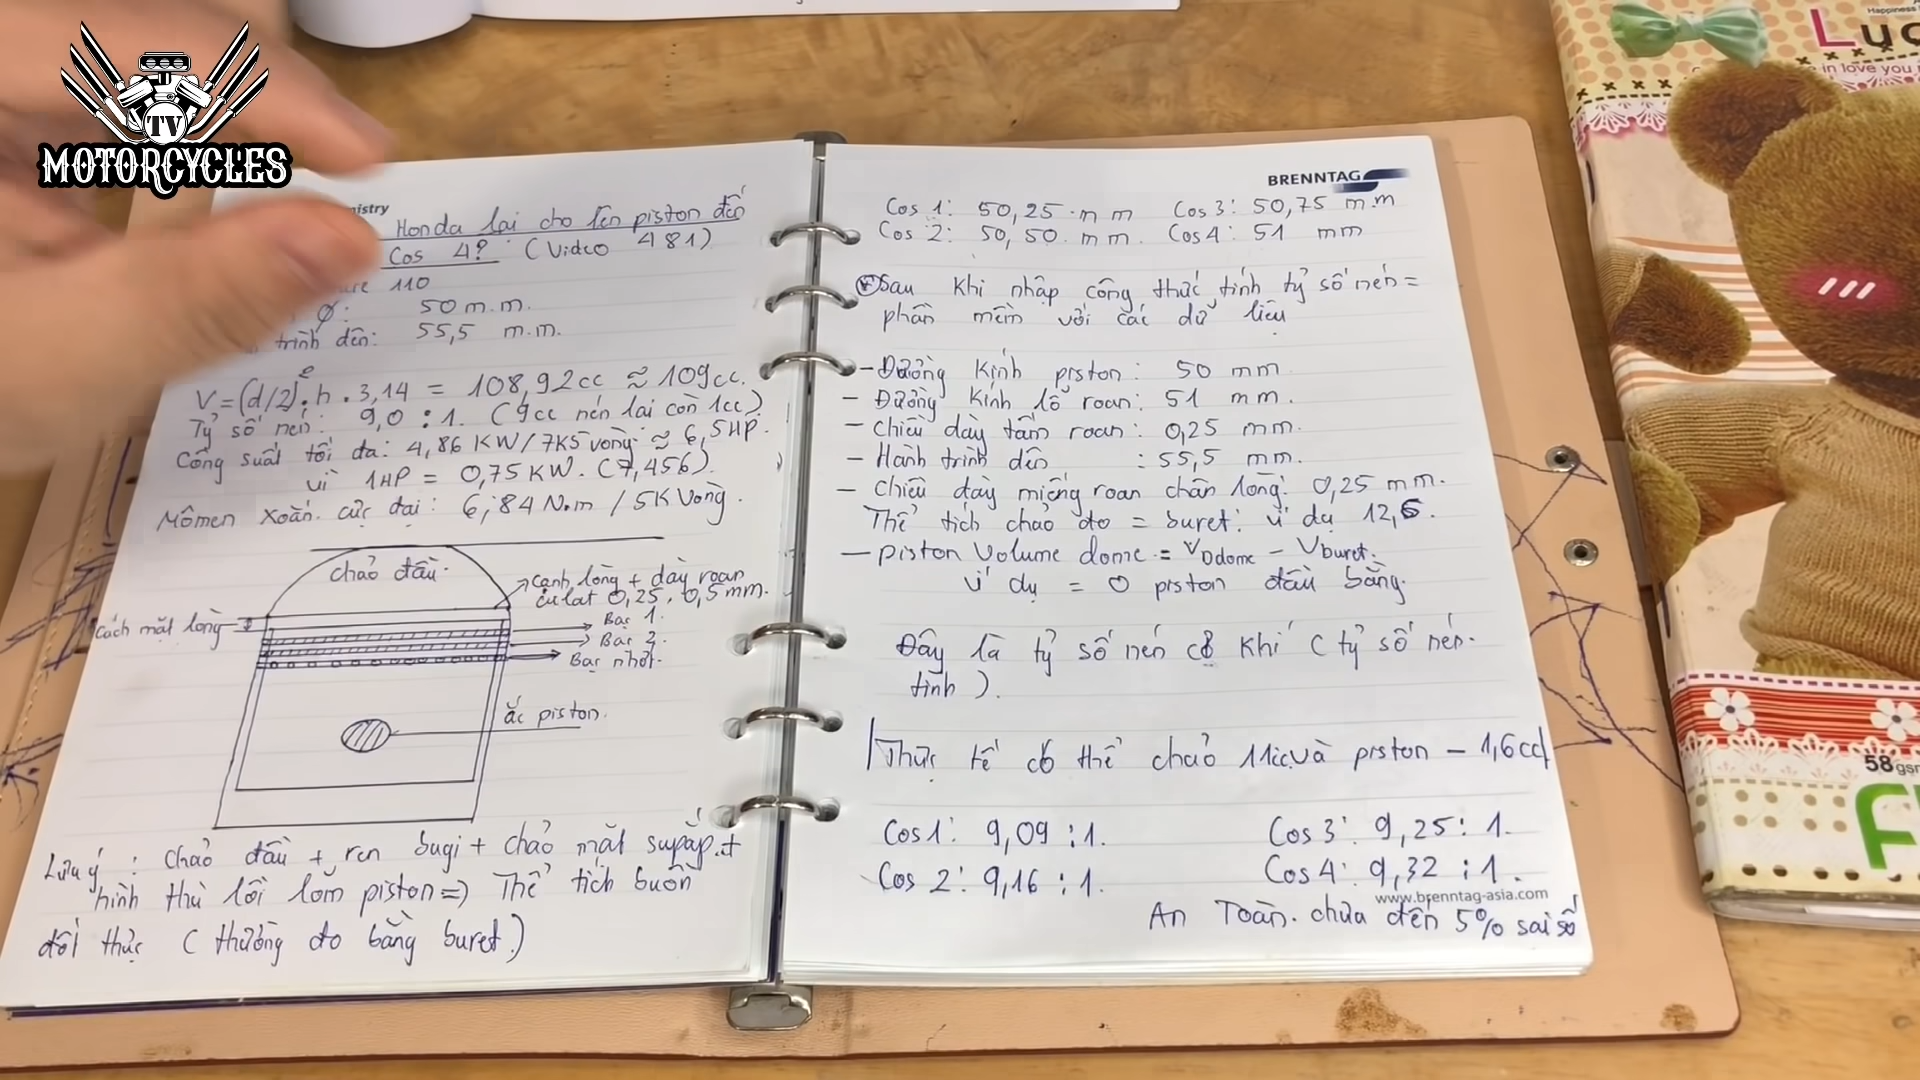 TV
MOTORCYCLES
istry
Honda lại cho lên piston đến
Cos 4? (Video 481)
110
Ø: 50 m.m.
trình dên: 55,5 m.m.
V = (d/2)².h.3,14 = 108,92cc ≈ 109cc.
Tỷ số nén: 9,0 : 1. (9cc nén lại còn 1cc)
Công suất tối đa: 4,86 KW/7K5 vòng ≈ 6,5HP.
vì 1HP = 0,75KW. (7,456)
Mômen xoắn cực đại: 6,84 N.m / 5K vòng.
chảo đầu
cạnh lòng + dày roan
culat 0,25, 0,5mm.
Cách mặt lòng
Bạc 1.
Bạc 2.
Bạc nhớt.
ắc piston.
Lưu ý: chảo đầu + ren bugi + chảo mặt supáp +
hình thù lồi lõm piston => Thể tích buồn
đốt thực (thường đo bằng buret.)
BRENNTAG
Cos 1: 50,25 mm Cos 3: 50,75 m.m
Cos 2: 50,50 mm. Cos 4: 51 mm
Sau khi nhập công thức tính tỷ số nén =
phần mềm với các dữ liệu
- Đường kính piston: 50 mm
- Đường kính lổ roan: 51 mm.
- Chiều dày tấm roan: 0,25 mm.
- Hành trình dên : 55,5 mm.
- Chiều dày miếng roan chân lòng: 0,25 mm.
Thể tích chảo đo = buret: ví dụ 12,5.
- piston Volume dome = VDdome - Vburet.
ví dụ = 0 piston đầu bằng.
Đây là tỷ số nén cơ khí (tỷ số nén
tỉnh).
Thực tế có thể chảo 11cc và piston - 1,6cc
Cos 1: 9,09 : 1. Cos 3: 9,25 : 1.
Cos 2: 9,16 : 1. Cos 4: 9,32 : 1.
www.brenntag-asia.com
An Toàn. chưa đến 5% sai số
Happiness
in love you
58gsm